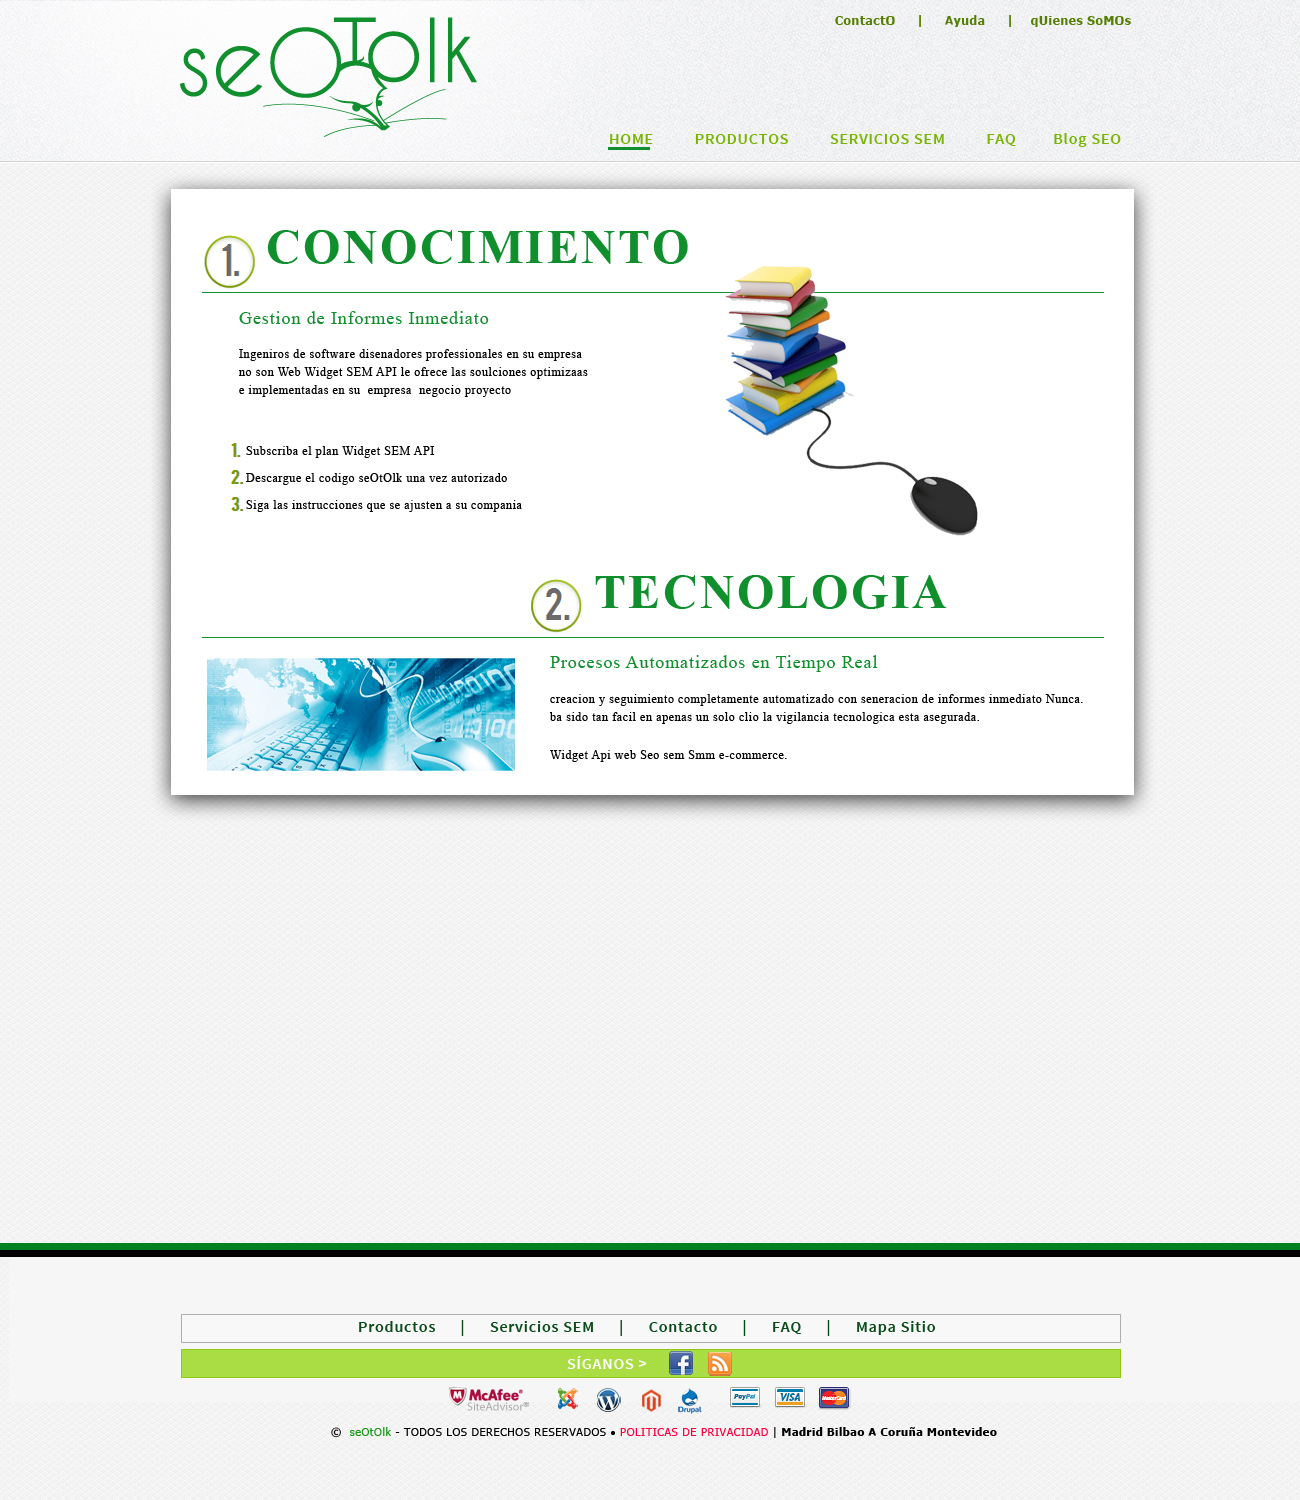 seOtOlk
ContactO | Ayuda | qUienes SoMOs
HOME PRODUCTOS SERVICIOS SEM FAQ Blog SEO
1. CONOCIMIENTO
Gestion de Informes Inmediato
Ingeniros de software disenadores professionales en su empresa
no son Web Widget SEM API le ofrece las soulciones optimizaas
e implementadas en su empresa negocio proyecto
1. Subscriba el plan Widget SEM API
2. Descargue el codigo seOtOlk una vez autorizado
3. Siga las instrucciones que se ajusten a su compania
2. TECNOLOGIA
Procesos Automatizados en Tiempo Real
creacion y seguimiento completamente automatizado con seneracion de informes inmediato Nunca.
ba sido tan facil en apenas un solo clio la vigilancia tecnologica esta asegurada.
Widget Api web Seo sem Smm e-commerce.
Productos | Servicios SEM | Contacto | FAQ | Mapa Sitio
SÍGANOS >
McAfee™
SiteAdvisor®
Drupal
PayPal
VISA
MasterCard
© seOtOlk - TODOS LOS DERECHOS RESERVADOS • POLITICAS DE PRIVACIDAD | Madrid Bilbao A Coruña Montevideo